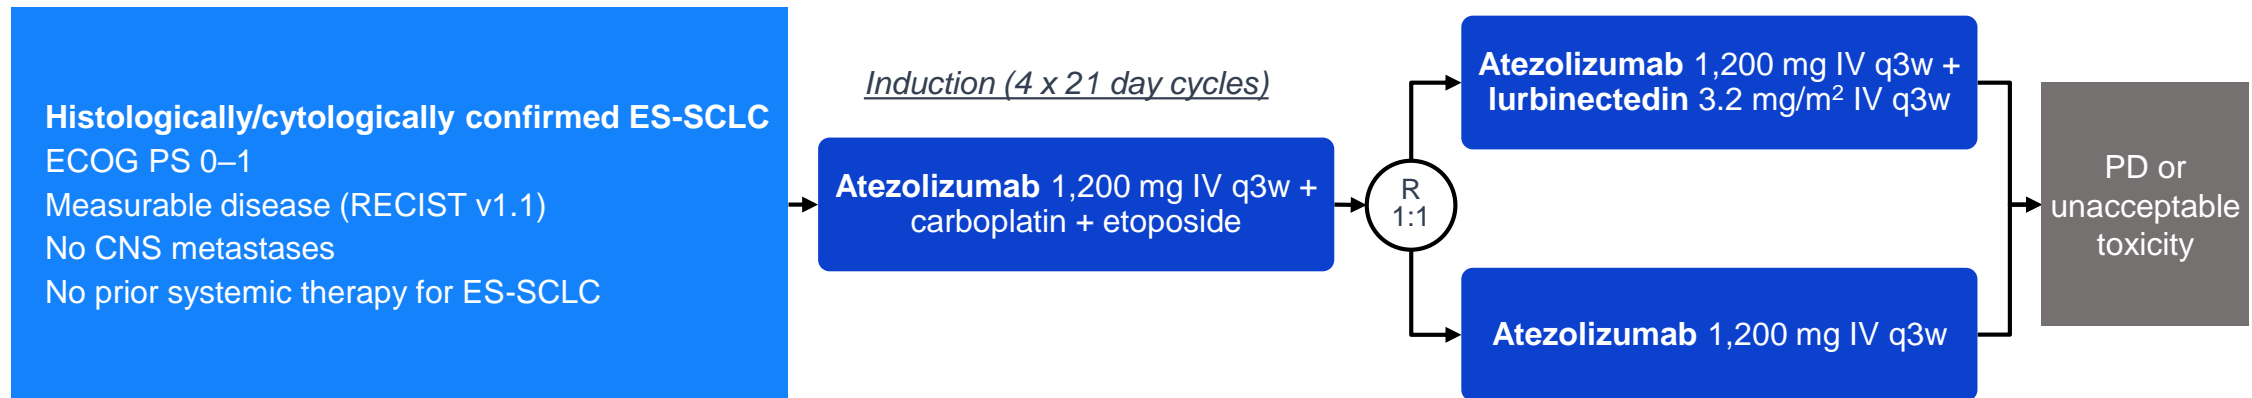 Histologically/cytologically confirmed ES-SCLC
ECOG PS 0–1
Measurable disease (RECIST v1.1)
No CNS metastases
No prior systemic therapy for ES-SCLC
Induction (4 x 21 day cycles)
Atezolizumab 1,200 mg IV q3w +
carboplatin + etoposide
R
1:1
Atezolizumab 1,200 mg IV q3w +
lurbinectedin 3.2 mg/m² IV q3w
Atezolizumab 1,200 mg IV q3w
PD or
unacceptable
toxicity